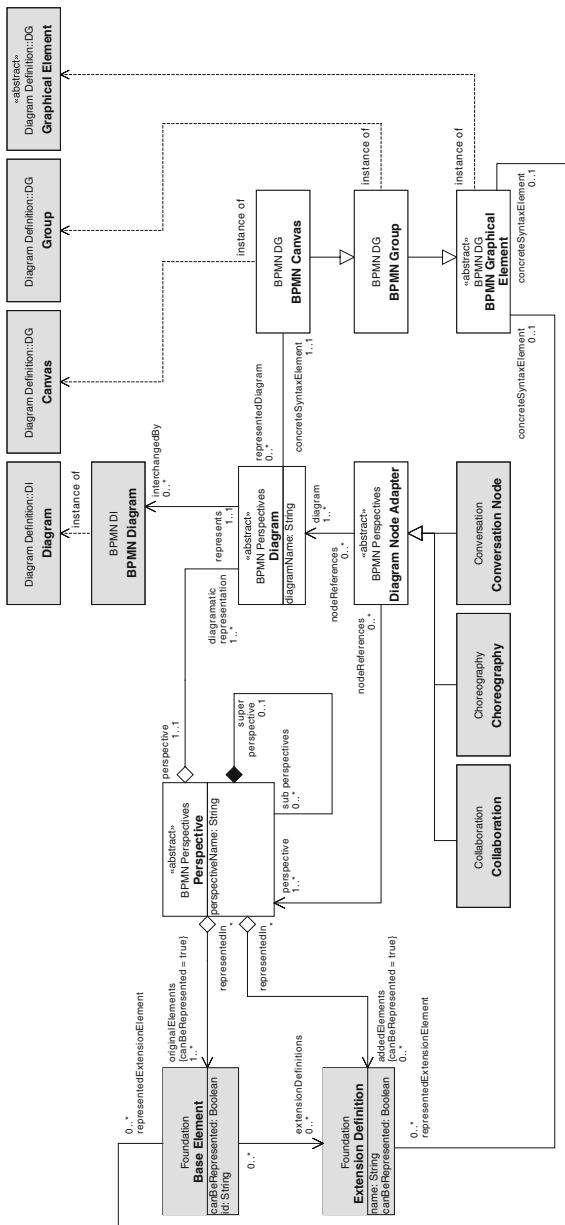 «abstract»
Diagram Definition::DG
Graphical Element
Diagram Definition::DG
Group
Diagram Definition::DG
Canvas
Diagram Definition::DI
Diagram
instance of
instance of
instance of
instance of
BPMN DI
BPMN Diagram
BPMN DG
BPMN Canvas
BPMN DG
BPMN Group
«abstract»
BPMN DG
BPMN Graphical
Element
interchangedBy
0..*
represents
1..1
representedDiagram
0..*
concreteSyntaxElement
1..1
concreteSyntaxElement
0..1
concreteSyntaxElement
0..1
«abstract»
BPMN Perspectives
Diagram
diagramName: String
diagramatic
representation
1..*
diagram
1..*
nodeReferences
0..*
«abstract»
BPMN Perspectives
Diagram Node Adapter
nodeReferences
0..*
Conversation
Conversation Node
Choreography
Choreography
Collaboration
Collaboration
perspective
1..1
super
perspective
0..1
sub perspectives
0..*
«abstract»
BPMN Perspectives
Perspective
perspectiveName: String
perspective
1..*
representedIn
*
representedIn
*
originalElements
{canBeRepresented = true}
1..*
addedElements
{canBeRepresented = true}
0..*
0..*
representedExtensionElement
Foundation
Base Element
canBeRepresented: Boolean
id: String
0..*
extensionDefinitions
0..*
Foundation
Extension Definition
name: String
canBeRepresented: Boolean
0..*
representedExtensionElement